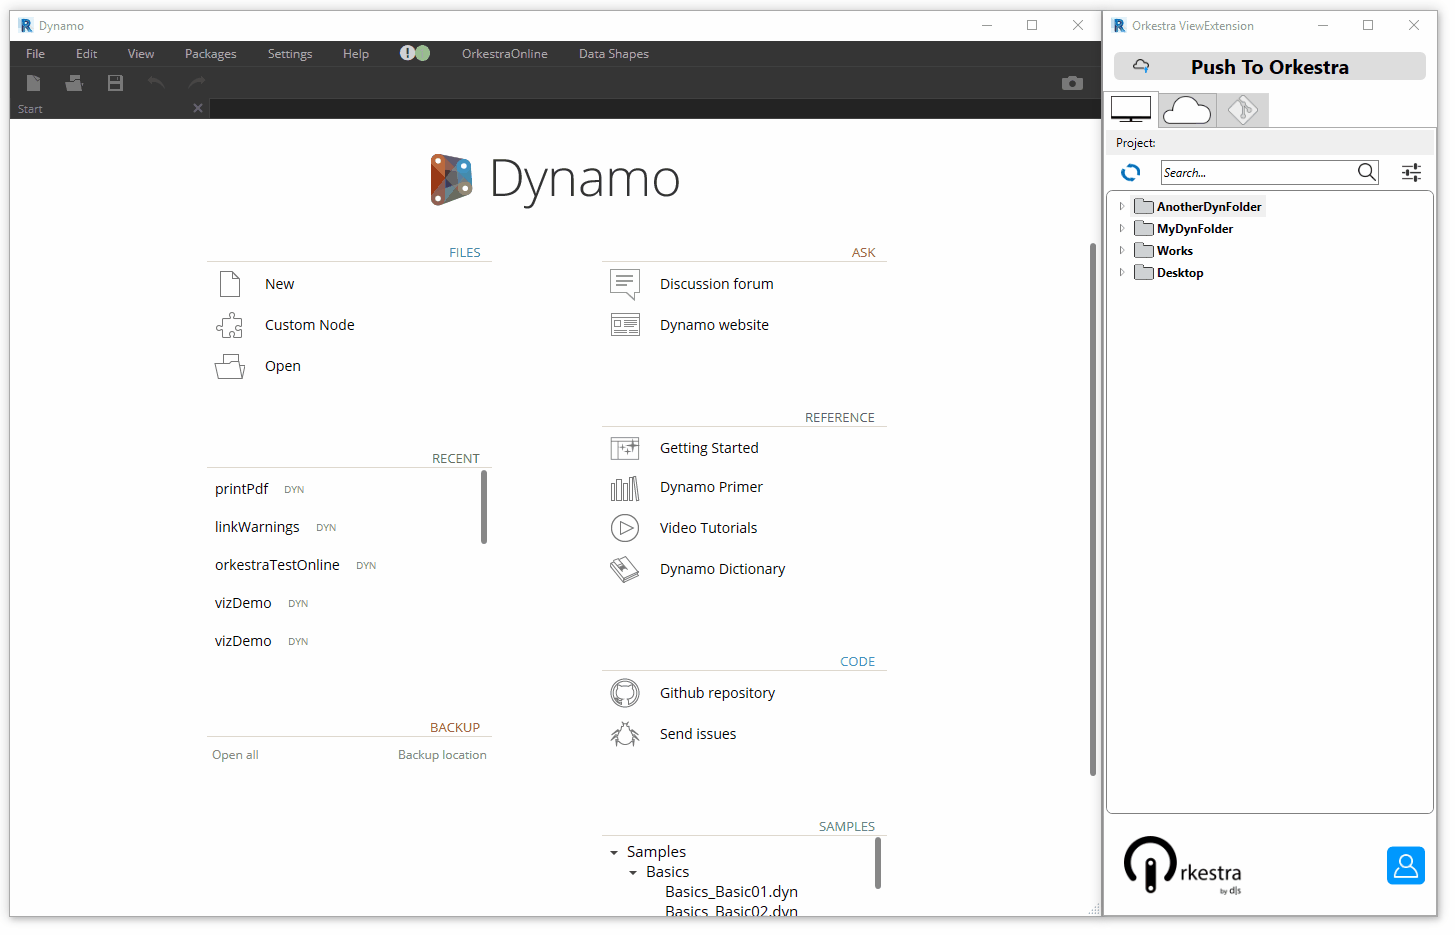 Dynamo
File Edit View Packages Settings Help OrkestraOnline Data Shapes
Start
Dynamo
FILES
New
Custom Node
Open
RECENT
printPdf DYN
linkWarnings DYN
orkestraTestOnline DYN
vizDemo DYN
vizDemo DYN
BACKUP
Open all Backup location
ASK
Discussion forum
Dynamo website
REFERENCE
Getting Started
Dynamo Primer
Video Tutorials
Dynamo Dictionary
CODE
Github repository
Send issues
SAMPLES
Samples
Basics
Basics_Basic01.dyn
Basics_Basic02.dyn
Orkestra ViewExtension
Push To Orkestra
Project:
Search...
AnotherDynFolder
MyDynFolder
Works
Desktop
rkestra
by d|s